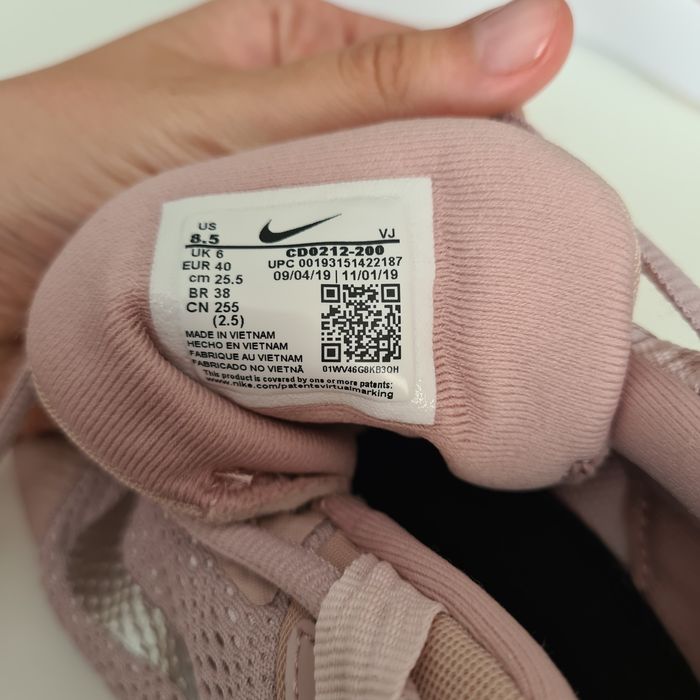 US
8.5
VJ
UK 6
CD0212-200
EUR 40
UPC 00193151422187
cm 25.5
09/04/19 | 11/01/19
BR 38
CN 255
(2.5)
MADE IN VIETNAM
HECHO EN VIETNAM
FABRIQUE AU VIETNAM
FABRICADO NO VIETNÃ
01WV46G8KB3OH
This product is covered by one or more patents:
www.nike.com/patentsvirtualmarking